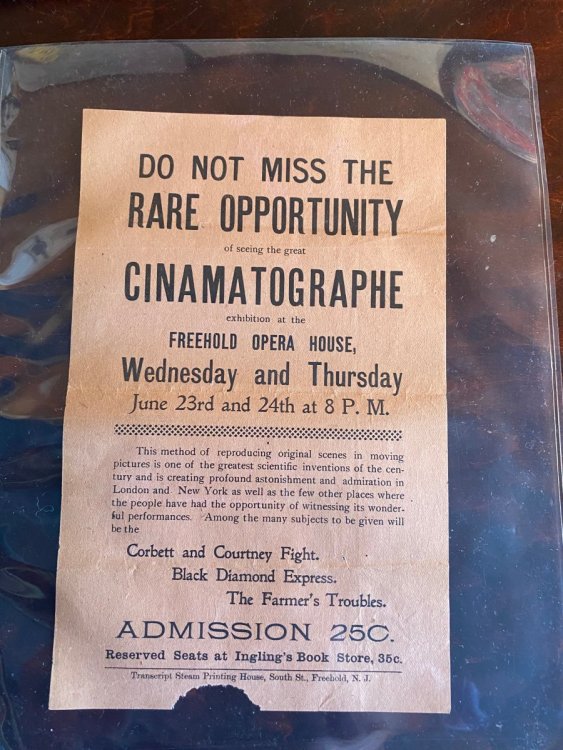 DO NOT MISS THE
RARE OPPORTUNITY
of seeing the great
CINAMATOGRAPHE
exhibition at the
FREEHOLD OPERA HOUSE,
Wednesday and Thursday
June 23rd and 24th at 8 P. M.
This method of reproducing original scenes in moving
pictures is one of the greatest scientific inventions of the cen-
tury and is creating profound astonishment and admiration in
London and New York as well as the few other places where
the people have had the opportunity of witnessing its wonder-
ful performances. Among the many subjects to be given will
be the
Corbett and Courtney Fight.
Black Diamond Express.
The Farmer's Troubles.
ADMISSION 25C.
Reserved Seats at Ingling's Book Store, 35c.
Transcript Steam Printing House, South St., Freehold, N. J.